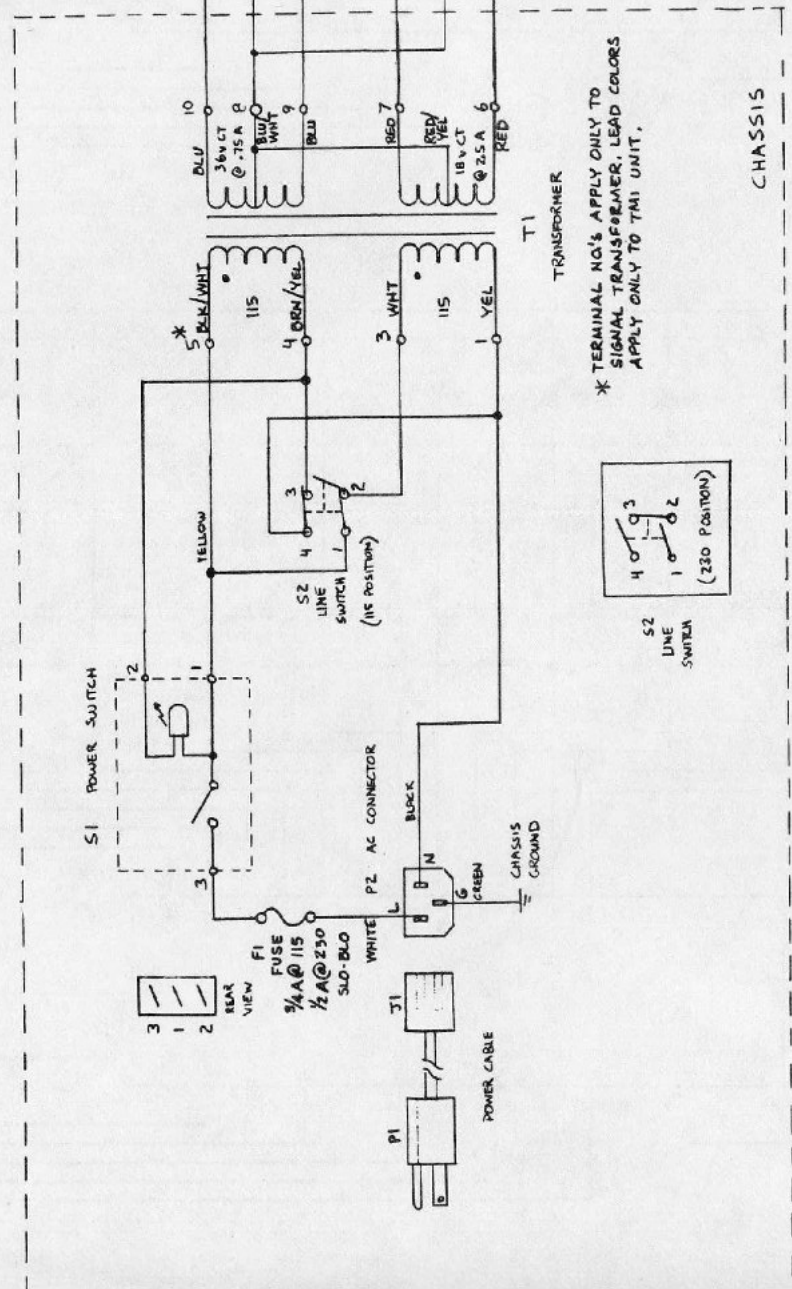 CHASSIS
* TERMINAL NO'S APPLY ONLY TO
SIGNAL TRANSFORMER. LEAD COLORS
APPLY ONLY TO TMI UNIT.
T1
TRANSFORMER
10
BLU
36V CT
@ .75A
8
BLU/
WHT
9
BLU
7
RED
RED/
YEL
18V CT
@ 2.5A
6
RED
*
5
BLK/WHT
115
4
BRN/YEL
3
WHT
115
1
YEL
YELLOW
3
2
4
1
S2
LINE
SWITCH
(115 POSITION)
3
4
2
1
(230 POSITION)
S2
LINE
SWITCH
S1
POWER SWITCH
2
1
3
P2 AC CONNECTOR
BLACK
WHITE
L
N
G
GREEN
CHASSIS
GROUND
F1
FUSE
3/4A@115
1/2A@230
SLO-BLO
3
1
2
REAR
VIEW
J1
P1
POWER CABLE